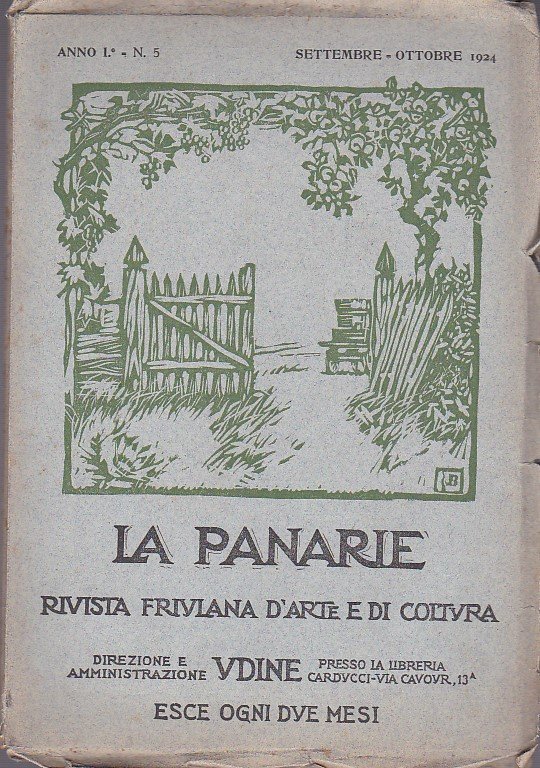 ANNO I.° - N. 5 SETTEMBRE - OTTOBRE 1924
LA PANARIE
RIVISTA FRIVLANA D'ARTE E DI COLTVRA
DIREZIONE E AMMINISTRAZIONE VDINE PRESSO LA LIBRERIA CARDVCCI-VIA CAVOVR, 13A
ESCE OGNI DVE MESI